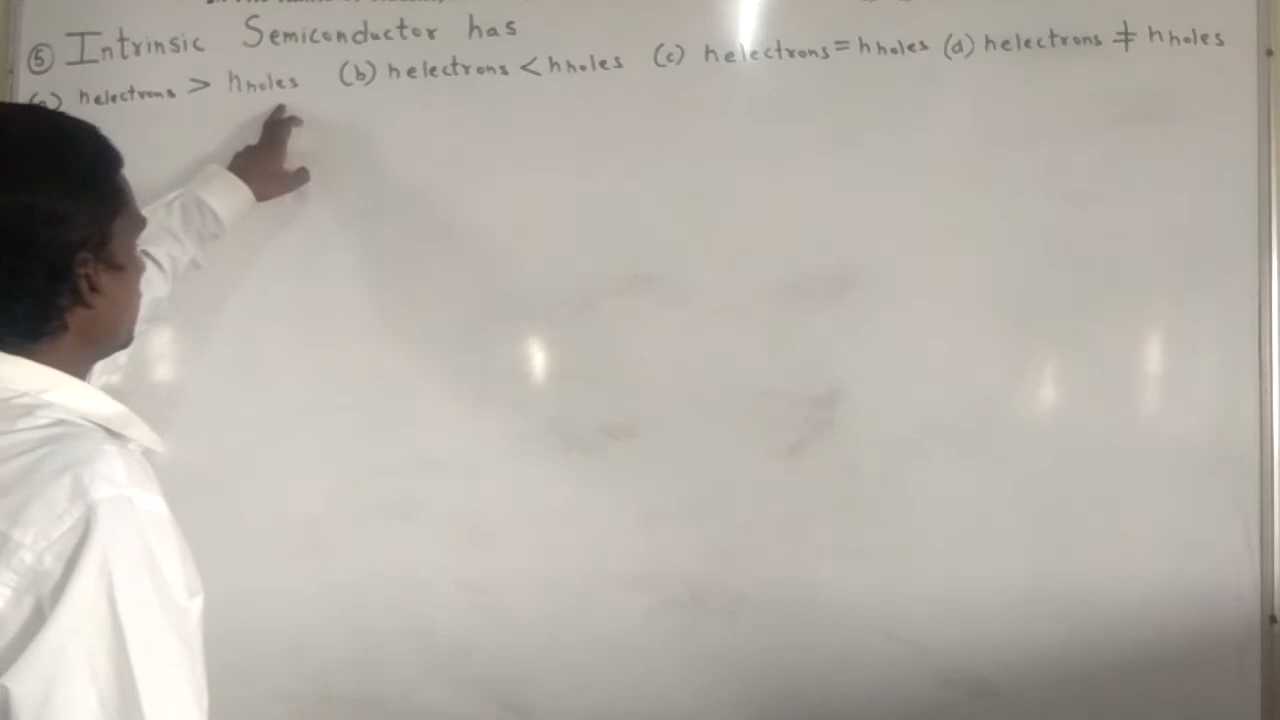 ⑤ Intrinsic Semiconductor has
(a) nelectrons > nholes (b) nelectrons < nholes (c) nelectrons = nholes (d) nelectrons ≠ nholes